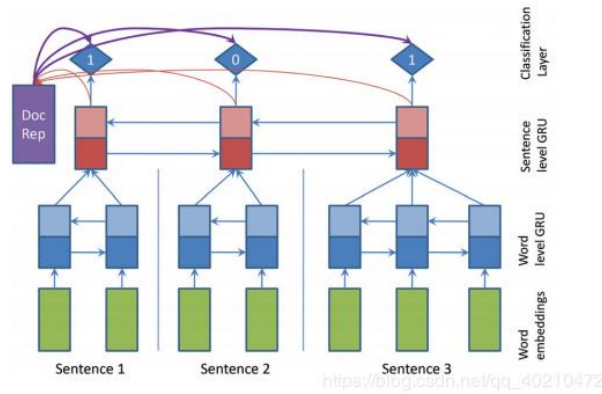 Classification
Layer
1
0
1
Doc
Rep
Sentence
level GRU
Word
level GRU
Word
embeddings
Sentence 1
Sentence 2
Sentence 3
https://blog.csdn.net/qq_40210472